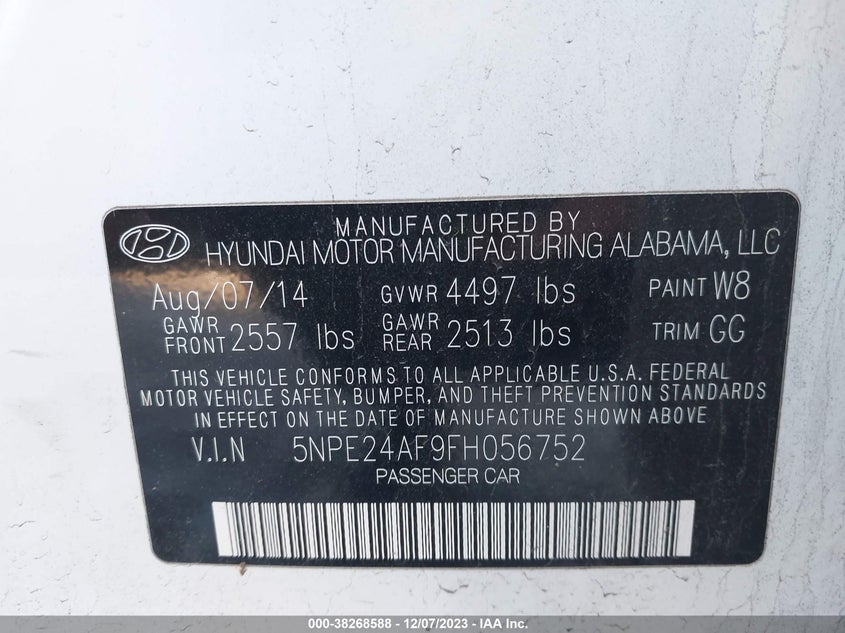 MANUFACTURED BY
HYUNDAI MOTOR MANUFACTURING ALABAMA, LLC
Aug/07/14 GVWR 4497 lbs PAINT W8
GAWR FRONT 2557 lbs GAWR REAR 2513 lbs TRIM GG
THIS VEHICLE CONFORMS TO ALL APPLICABLE U.S.A. FEDERAL
MOTOR VEHICLE SAFETY, BUMPER, AND THEFT PREVENTION STANDARDS
IN EFFECT ON THE DATE OF MANUFACTURE SHOWN ABOVE
V.I.N 5NPE24AF9FH056752
PASSENGER CAR
000-38268588 - 12/07/2023 - IAA Inc.